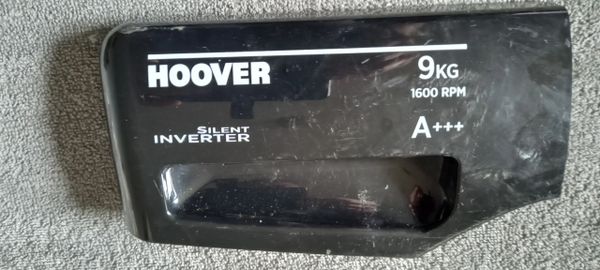 HOOVER
9KG
1600 RPM
SILENT
INVERTER
A+++